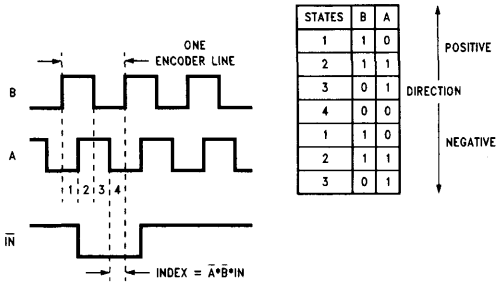 ONE
ENCODER LINE
B
A
1 2 3 4
I̅N̅
INDEX = A̅•B̅•IN
STATES B A
1 1 0
2 1 1
3 0 1
4 0 0
1 1 0
2 1 1
3 0 1
POSITIVE
DIRECTION
NEGATIVE